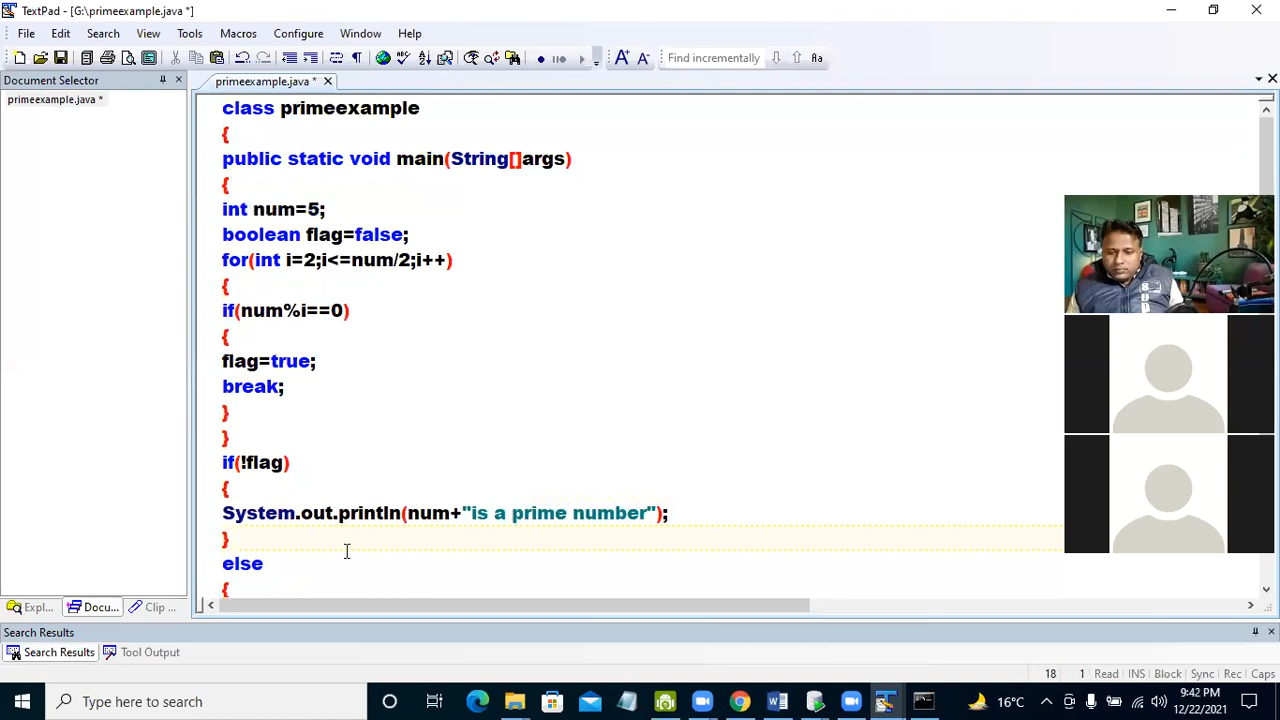 TextPad - [G:\primeexample.java *]
File Edit Search View Tools Macros Configure Window Help
Find incrementally
Document Selector
primeexample.java *
primeexample.java *
class primeexample
{
public static void main(String[]args)
{
int num=5;
boolean flag=false;
for(int i=2;i<=num/2;i++)
{
if(num%i==0)
{
flag=true;
break;
}
}
if(!flag)
{
System.out.println(num+"is a prime number");
}
else
{
Expl... Docu... Clip ...
Search Results
Search Results Tool Output
18 1 Read INS Block Sync Rec Caps
Type here to search
16°C
9:42 PM
12/22/2021